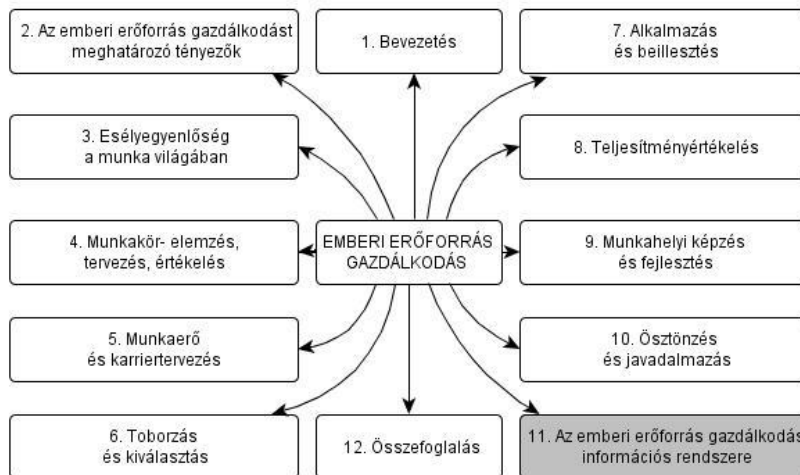 2. Az emberi erőforrás gazdálkodást
meghatározó tényezők
1. Bevezetés
7. Alkalmazás
és beillesztés
3. Esélyegyenlőség
a munka világában
8. Teljesítményértékelés
4. Munkakör- elemzés,
tervezés, értékelés
EMBERI ERŐFORRÁS
GAZDÁLKODÁS
9. Munkahelyi képzés
és fejlesztés
5. Munkaerő
és karriertervezés
10. Ösztönzés
és javadalmazás
6. Toborzás
és kiválasztás
12. Összefoglalás
11. Az emberi erőforrás gazdálkodás
információs rendszere